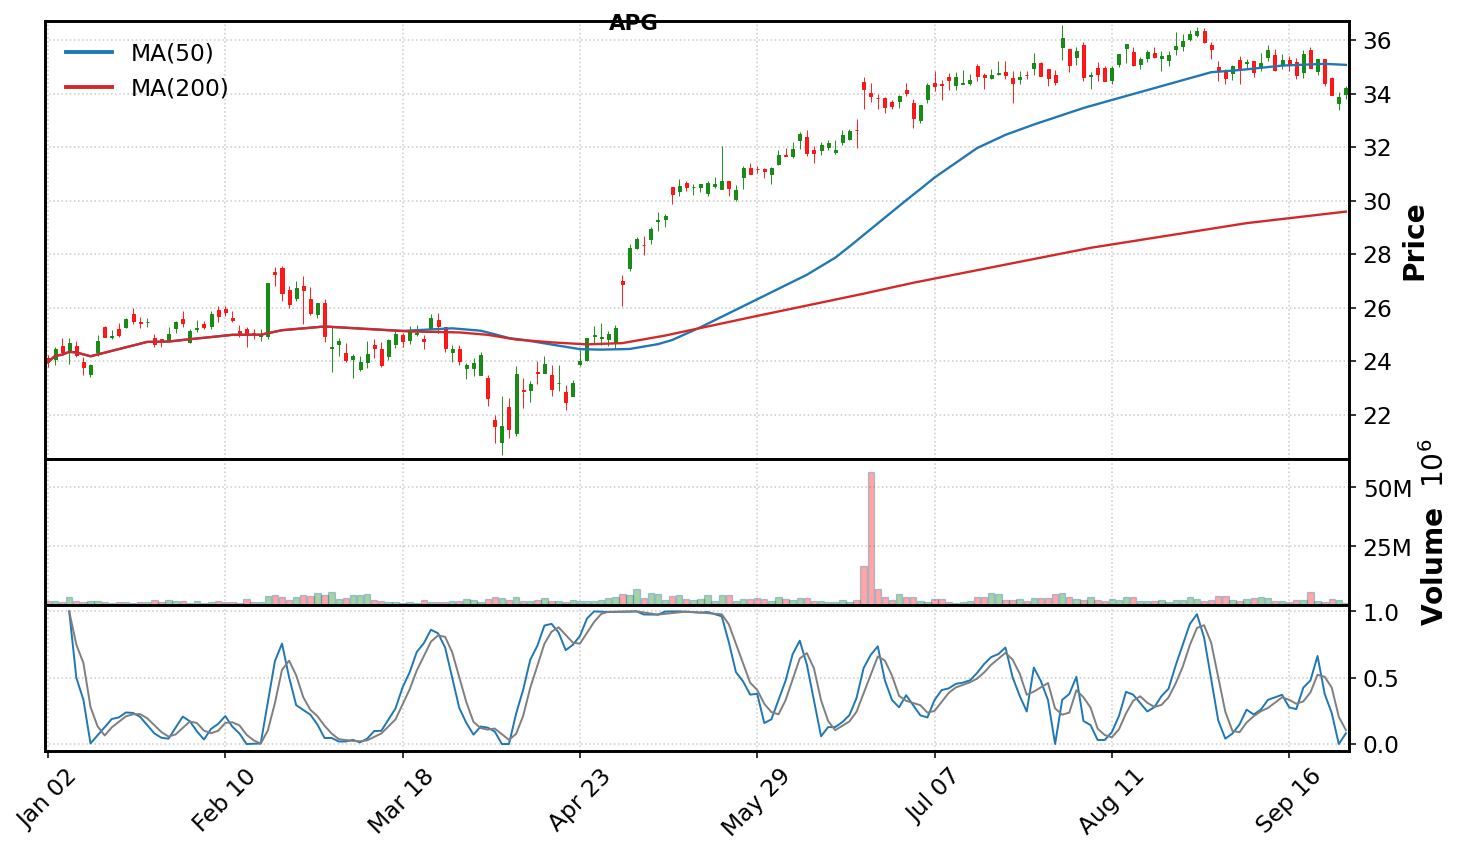 APG
MA(50)
MA(200)
36
34
32
30
28
26
24
22
Price
50M
25M
Volume 10^6
1.0
0.5
0.0
Jan 02
Feb 10
Mar 18
Apr 23
May 29
Jul 07
Aug 11
Sep 16